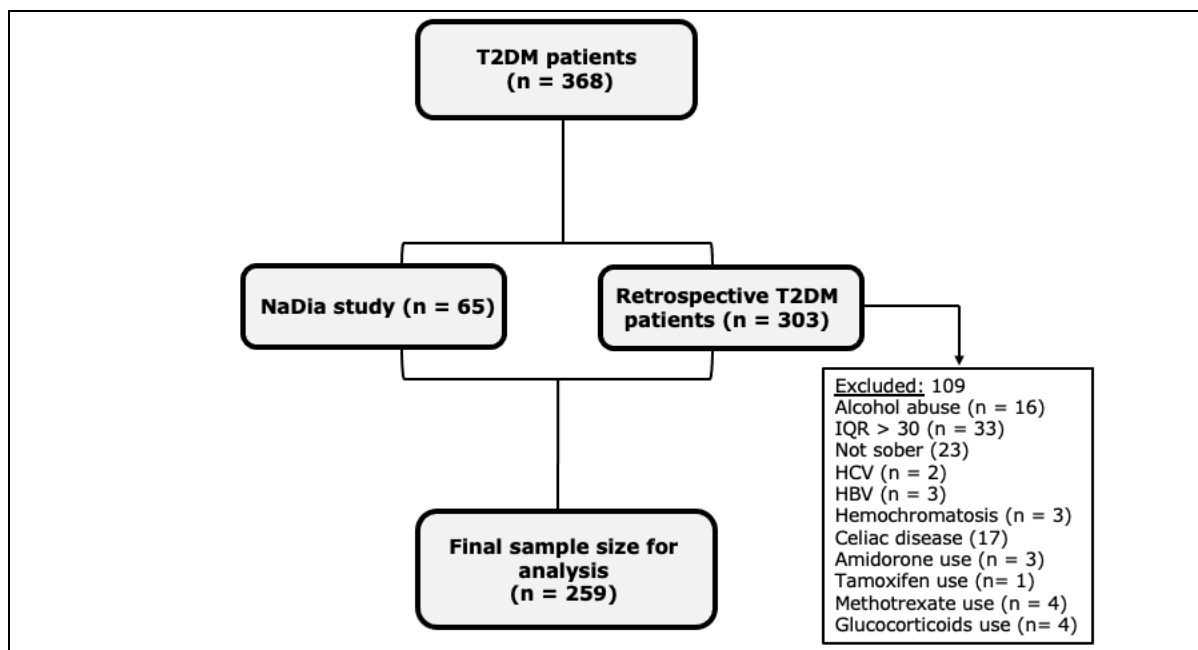 T2DM patients
(n = 368)
NaDia study (n = 65)
Retrospective T2DM
patients (n = 303)
Excluded: 109
Alcohol abuse (n = 16)
IQR > 30 (n = 33)
Not sober (23)
HCV (n = 2)
HBV (n = 3)
Hemochromatosis (n = 3)
Celiac disease (17)
Amidorone use (n = 3)
Tamoxifen use (n= 1)
Methotrexate use (n = 4)
Glucocorticoids use (n= 4)
Final sample size for
analysis
(n = 259)